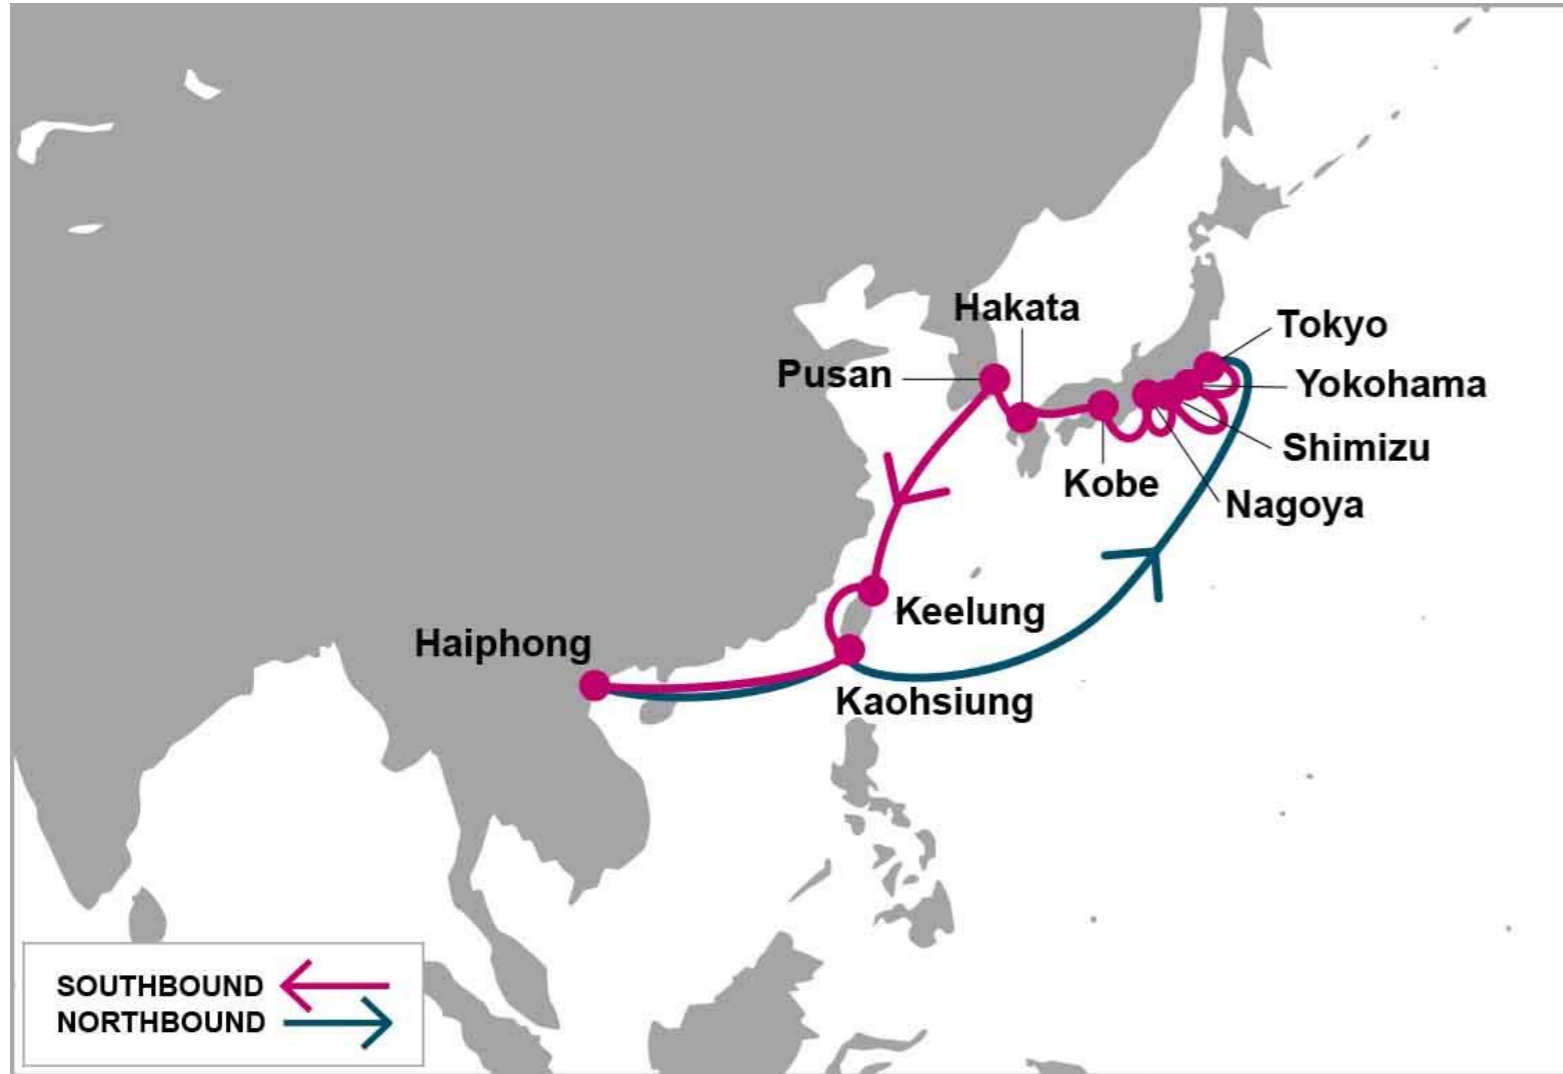 Hakata
Tokyo
Pusan
Yokohama
Shimizu
Kobe
Nagoya
Keelung
Haiphong
Kaohsiung
SOUTHBOUND
NORTHBOUND